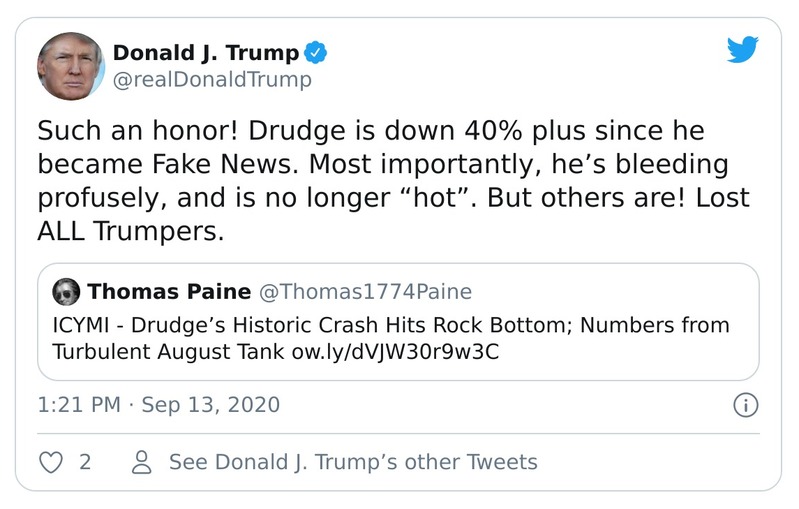 Donald J. Trump
@realDonaldTrump
Such an honor! Drudge is down 40% plus since he
became Fake News. Most importantly, he’s bleeding
profusely, and is no longer “hot”. But others are! Lost
ALL Trumpers.
Thomas Paine @Thomas1774Paine
ICYMI - Drudge’s Historic Crash Hits Rock Bottom; Numbers from
Turbulent August Tank ow.ly/dVJW30r9w3C
1:21 PM · Sep 13, 2020
2 See Donald J. Trump’s other Tweets